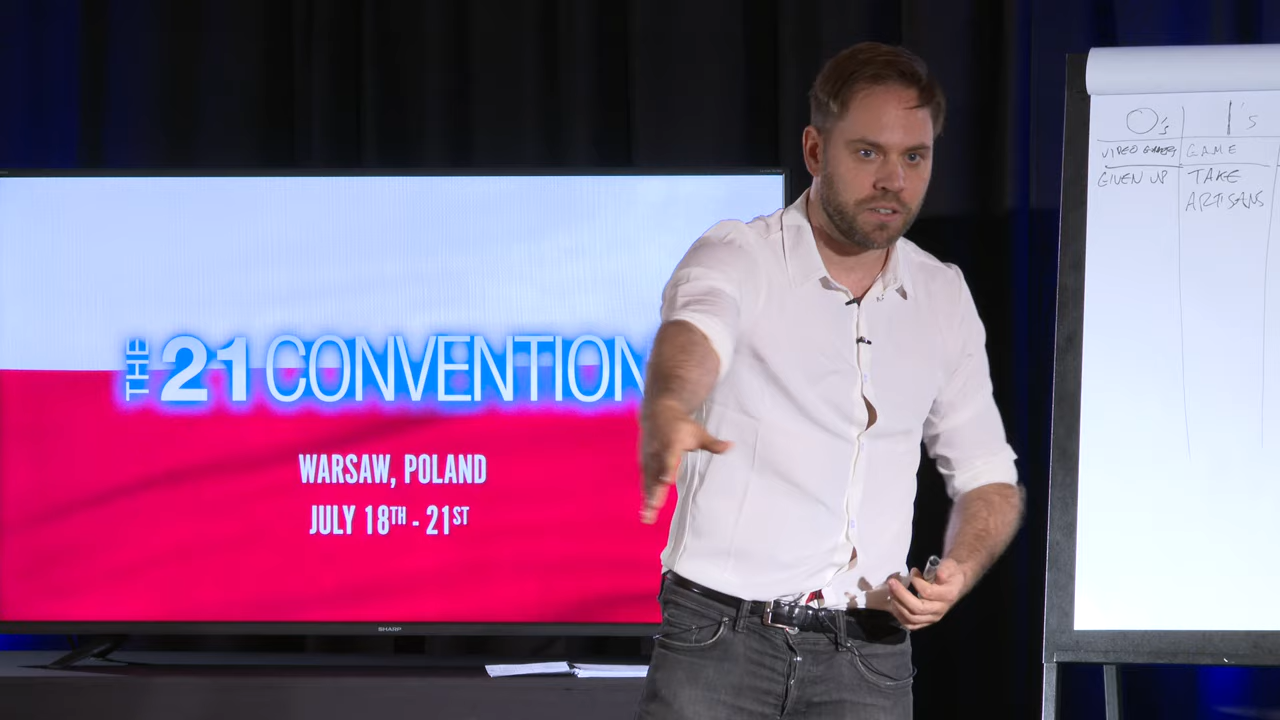 THE 21 CONVENTION
WARSAW, POLAND
JULY 18TH - 21ST
SHARP
0's 1's
VIDEO GAMES GAME
GIVEN UP TAKE
ARTISANS